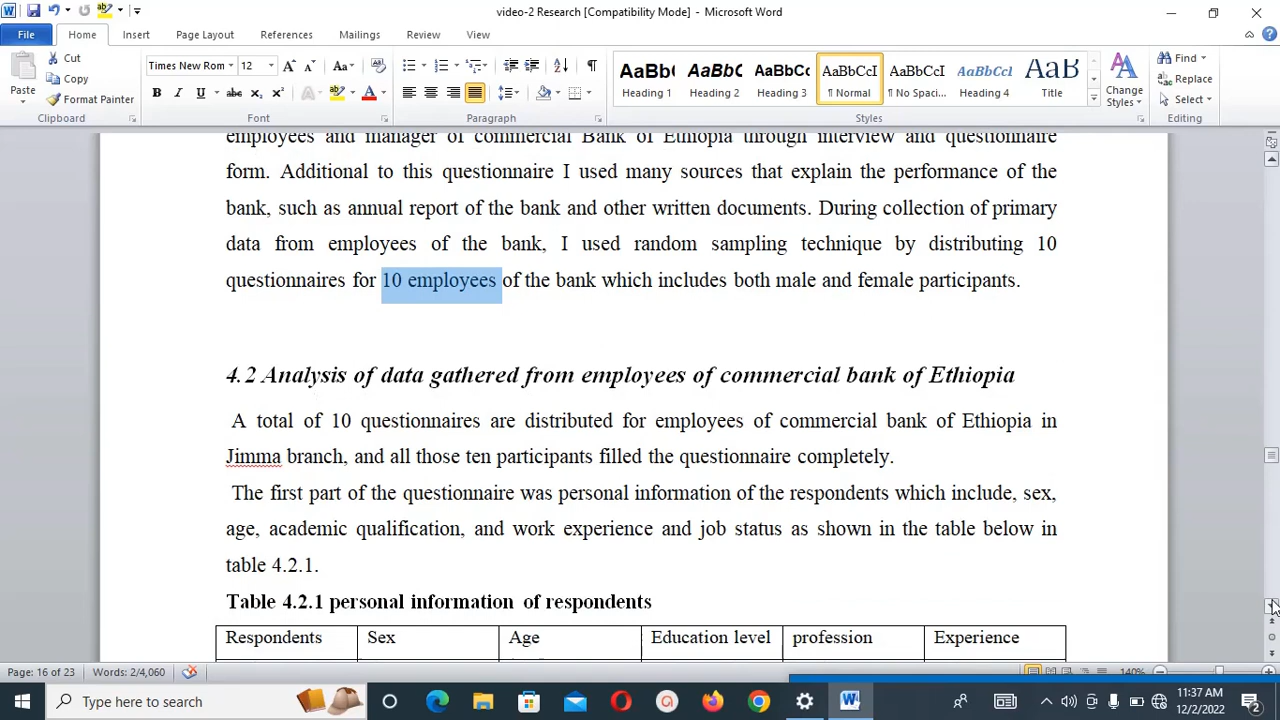 video-2 Research [Compatibility Mode] - Microsoft Word
File Home Insert Page Layout References Mailings Review View
Paste Cut Copy Format Painter Clipboard
Times New Rom 12 Font
Paragraph
AaBb( Heading 1 AaBbC Heading 2 AaBbCc Heading 3 AaBbCcI ¶ Normal AaBbCcI ¶ No Spaci... AaBbCcI Heading 4 AaBb Title Change Styles Styles
Find Replace Select Editing
employees and manager of commercial Bank of Ethiopia through interview and questionnaire
form. Additional to this questionnaire I used many sources that explain the performance of the
bank, such as annual report of the bank and other written documents. During collection of primary
data from employees of the bank, I used random sampling technique by distributing 10
questionnaires for 10 employees of the bank which includes both male and female participants.
4.2 Analysis of data gathered from employees of commercial bank of Ethiopia
A total of 10 questionnaires are distributed for employees of commercial bank of Ethiopia in
Jimma branch, and all those ten participants filled the questionnaire completely.
The first part of the questionnaire was personal information of the respondents which include, sex,
age, academic qualification, and work experience and job status as shown in the table below in
table 4.2.1.
Table 4.2.1 personal information of respondents
Respondents Sex Age Education level profession Experience
Page: 16 of 23 Words: 2/4,060 140%
Type here to search
11:37 AM
12/2/2022
2